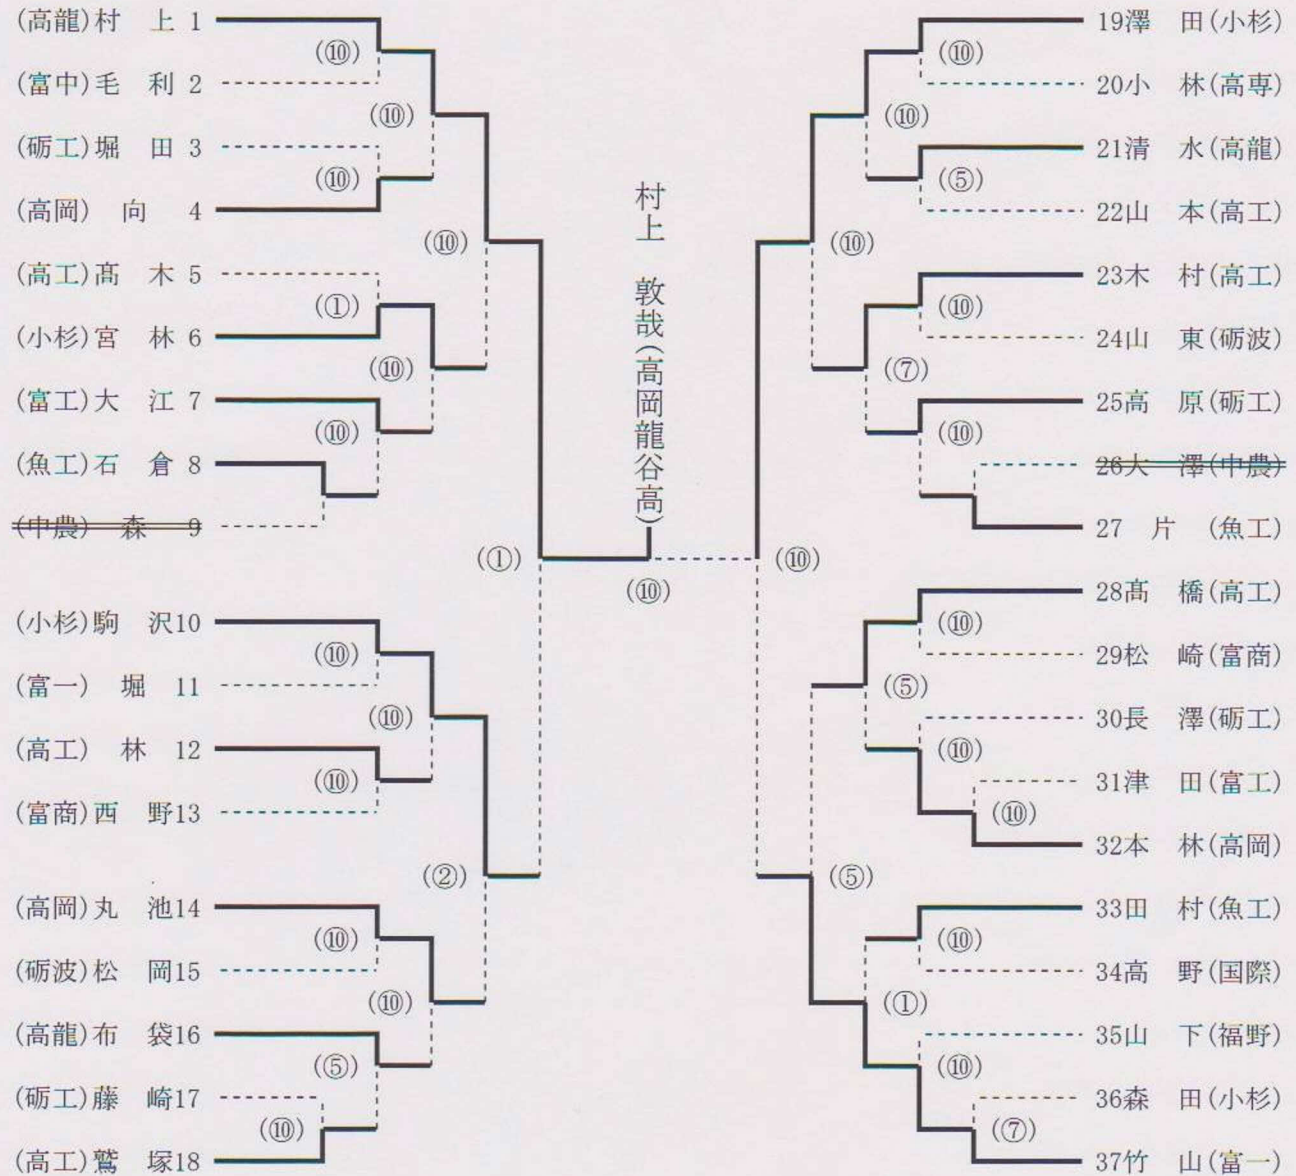 (高龍)村　上 1
(⑩)
(富中)毛　利 2
(⑩)
(砺工)堀　田 3
(⑩)
(高岡)　向　4
(⑩)
(高工)髙　木 5
(①)
(小杉)宮　林 6
(⑩)
(富工)大　江 7
(⑩)
(魚工)石　倉 8
(中農)　森　9
(①)
(小杉)駒　沢10
(⑩)
(富一)　堀　11
(⑩)
(高工)　林　12
(⑩)
(富商)西　野13
(②)
(高岡)丸　池14
(⑩)
(砺波)松　岡15
(⑩)
(高龍)布　袋16
(⑤)
(砺工)藤　崎17
(⑩)
(高工)鷲　塚18
村上　敦哉(高岡龍谷高)
(⑩)
19澤　田(小杉)
(⑩)
20小　林(高専)
(⑩)
21清　水(高龍)
(⑤)
22山　本(高工)
(⑩)
23木　村(高工)
(⑩)
24山　東(砺波)
(⑦)
25高　原(砺工)
(⑩)
26大　澤(中農)
27　片　(魚工)
(⑩)
28髙　橋(高工)
(⑩)
29松　崎(富商)
(⑤)
30長　澤(砺工)
(⑩)
31津　田(富工)
(⑩)
32本　林(高岡)
(⑤)
33田　村(魚工)
(⑩)
34高　野(国際)
(①)
35山　下(福野)
(⑩)
36森　田(小杉)
(⑦)
37竹　山(富一)